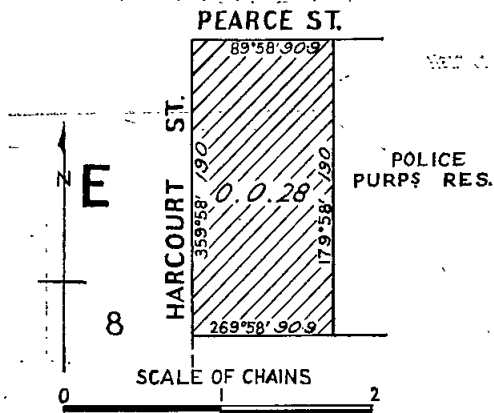 PEARCE ST.
89°58' 90·9
HARCOURT ST.
359°58' 190
0.0.28
179°58' 190
POLICE
PURPS RES.
N
E
8
269°58' 90·9
SCALE OF CHAINS
0 1 2